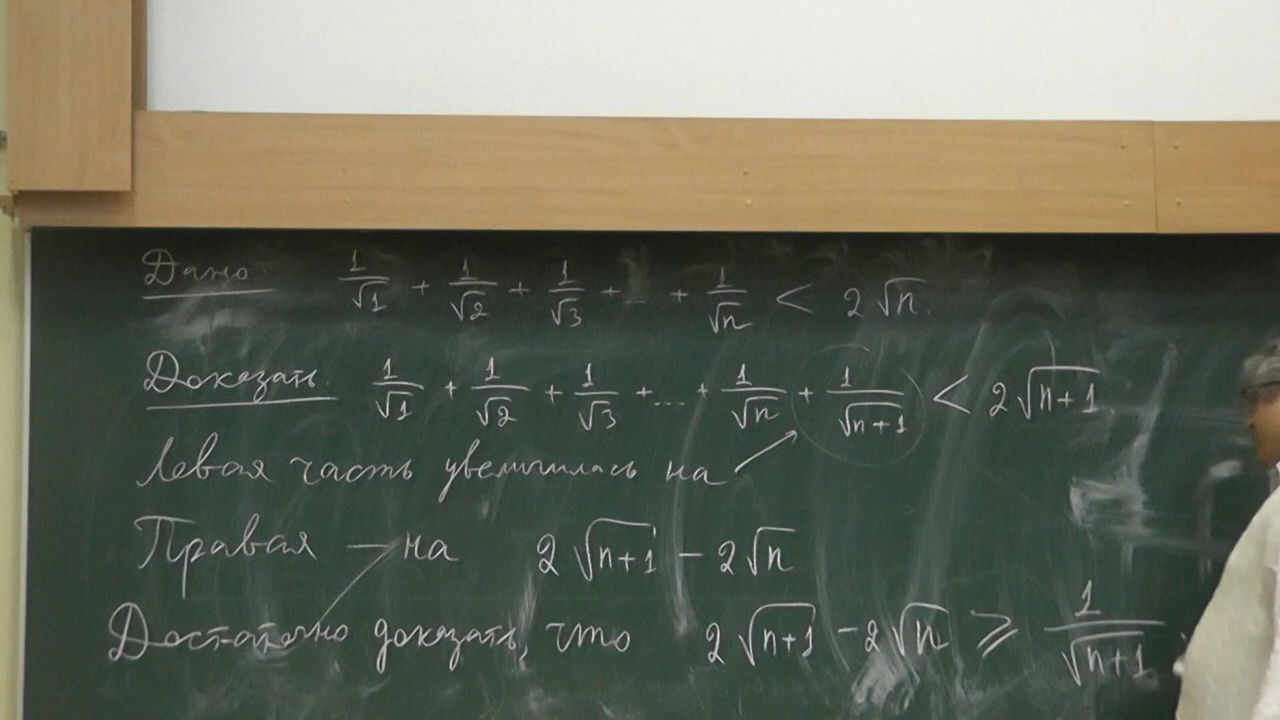 Дано 1/√1 + 1/√2 + 1/√3 + ... + 1/√n < 2√n.
Доказать 1/√1 + 1/√2 + 1/√3 + ... + 1/√n + 1/√(n+1) < 2√(n+1)
Левая часть увеличилась на
Правая — на 2√(n+1) − 2√n
Достаточно доказать, что 2√(n+1) − 2√n ⩾ 1/√(n+1).